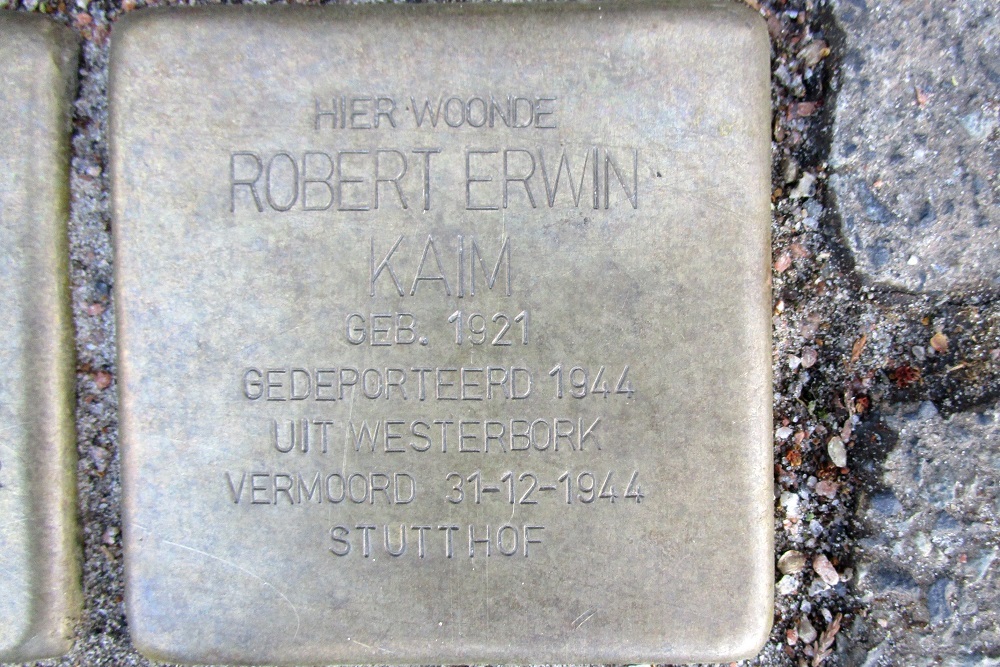 HIER WOONDE
ROBERT ERWIN
KAIM
GEB. 1921
GEDEPORTEERD 1944
UIT WESTERBORK
VERMOORD 31-12-1944
STUTTHOF